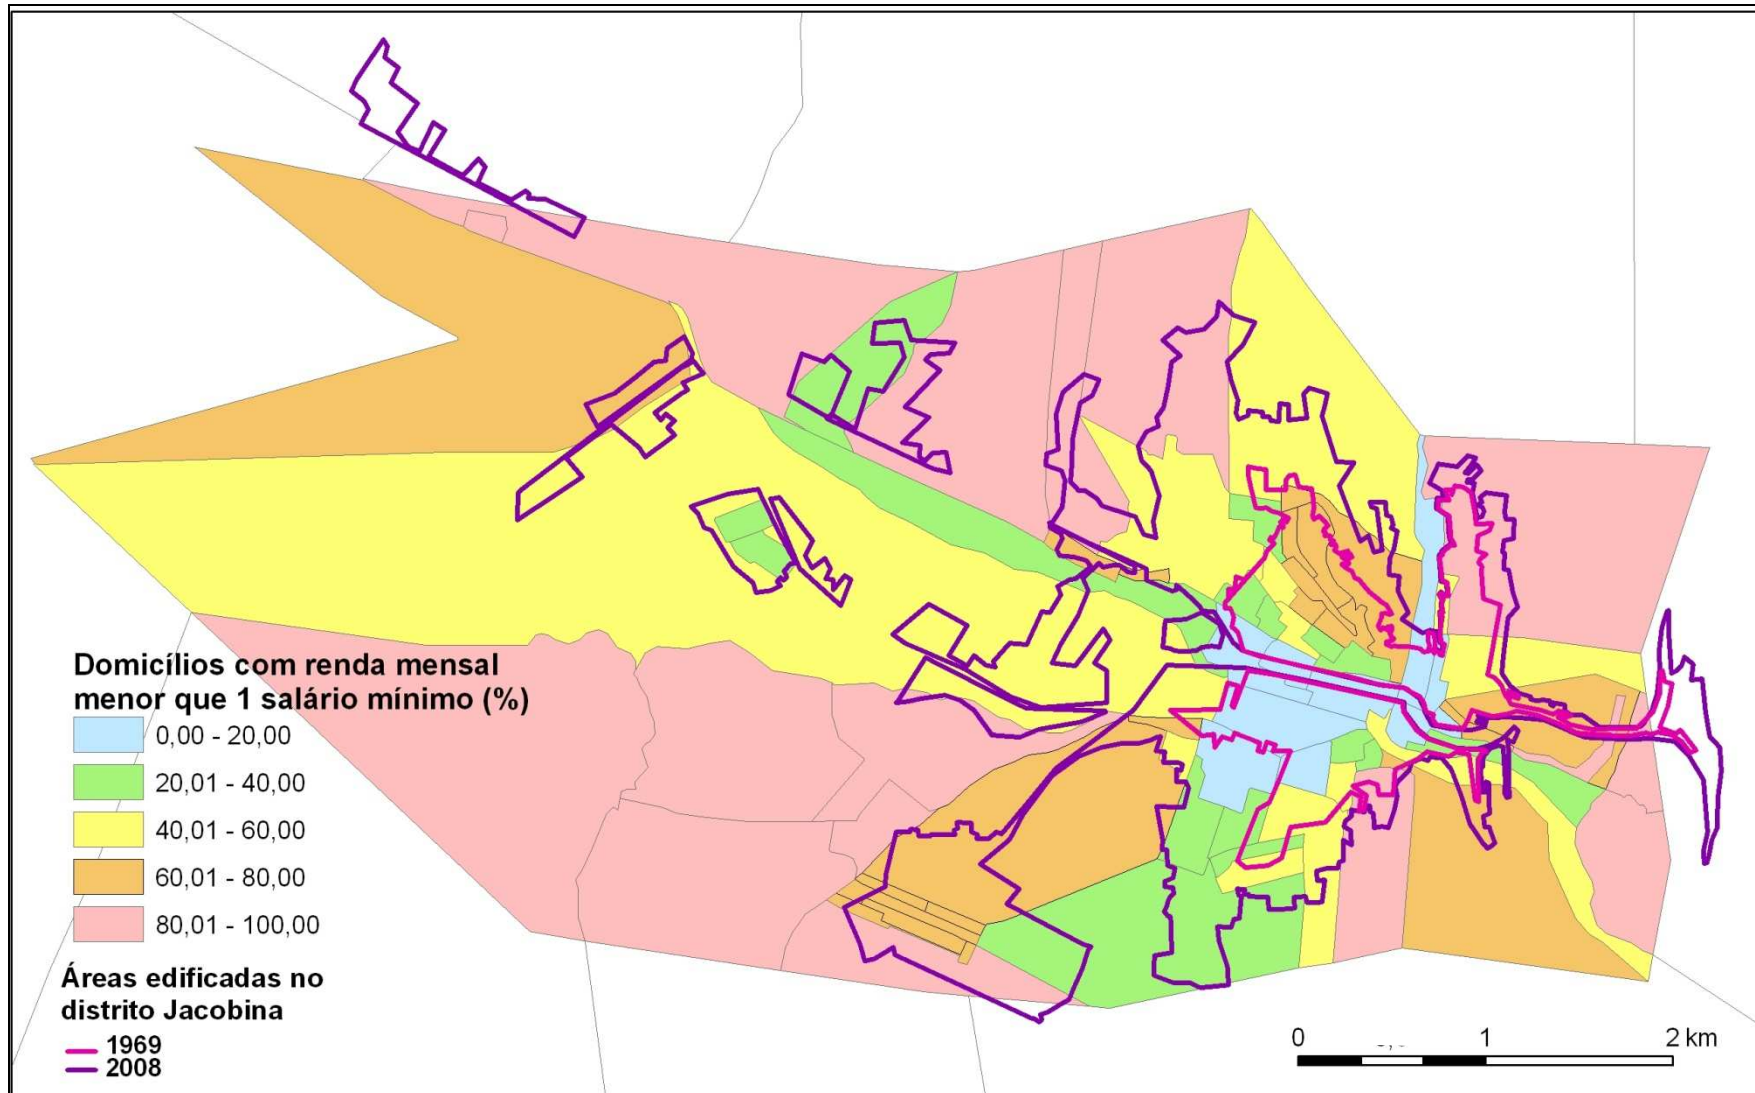 Domicílios com renda mensal
menor que 1 salário mínimo (%)
0,00 - 20,00
20,01 - 40,00
40,01 - 60,00
60,01 - 80,00
80,01 - 100,00
Áreas edificadas no
distrito Jacobina
1969
2008
0 1 2 km